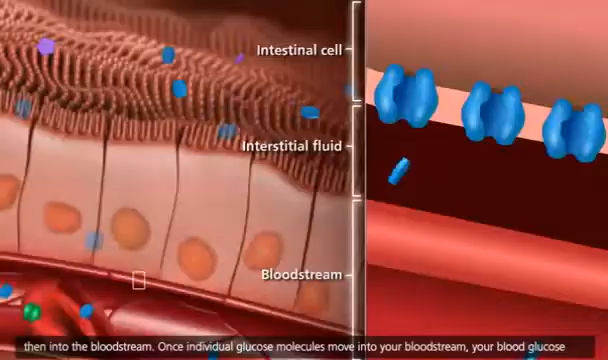 Intestinal cell
Interstitial fluid
Bloodstream
then into the bloodstream. Once individual glucose molecules move into your bloodstream, your blood glucose